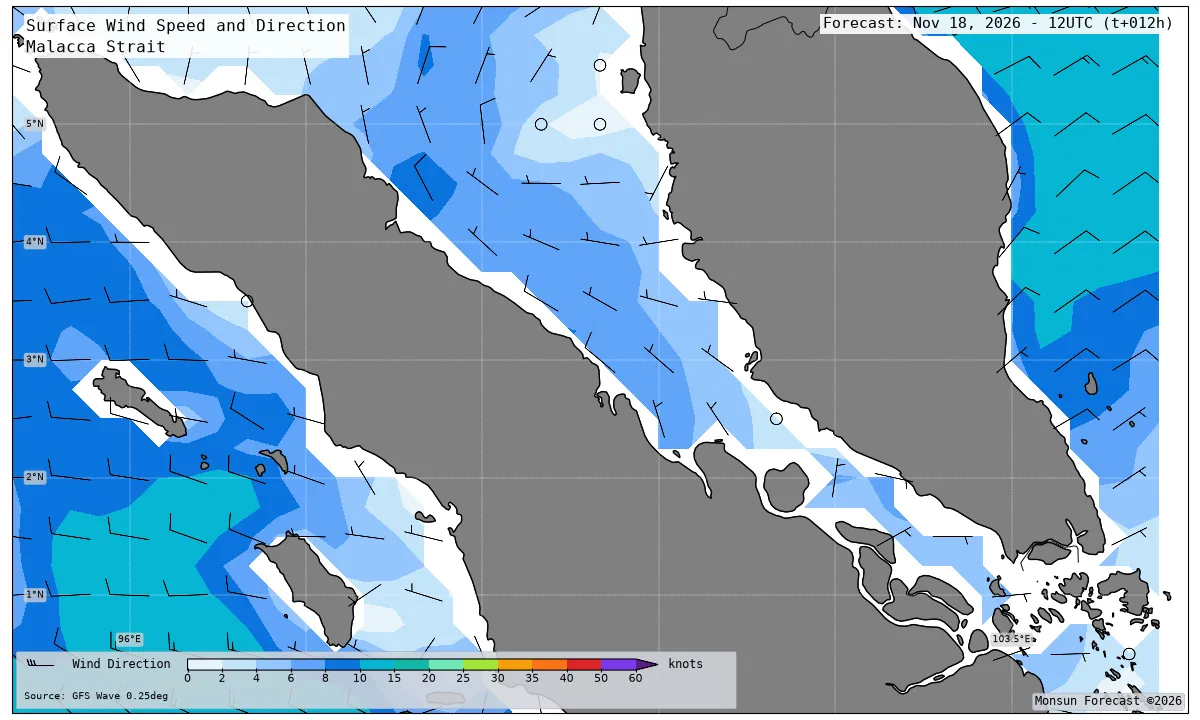 Surface Wind Speed and Direction
Malacca Strait
Forecast: Nov 18, 2026 - 12UTC (t+012h)
5°N
4°N
3°N
2°N
1°N
96°E
103.5°E
Wind Direction
knots
0 2 4 6 8 10 15 20 25 30 35 40 50 60
Source: GFS Wave 0.25deg
Monsun Forecast ©2026